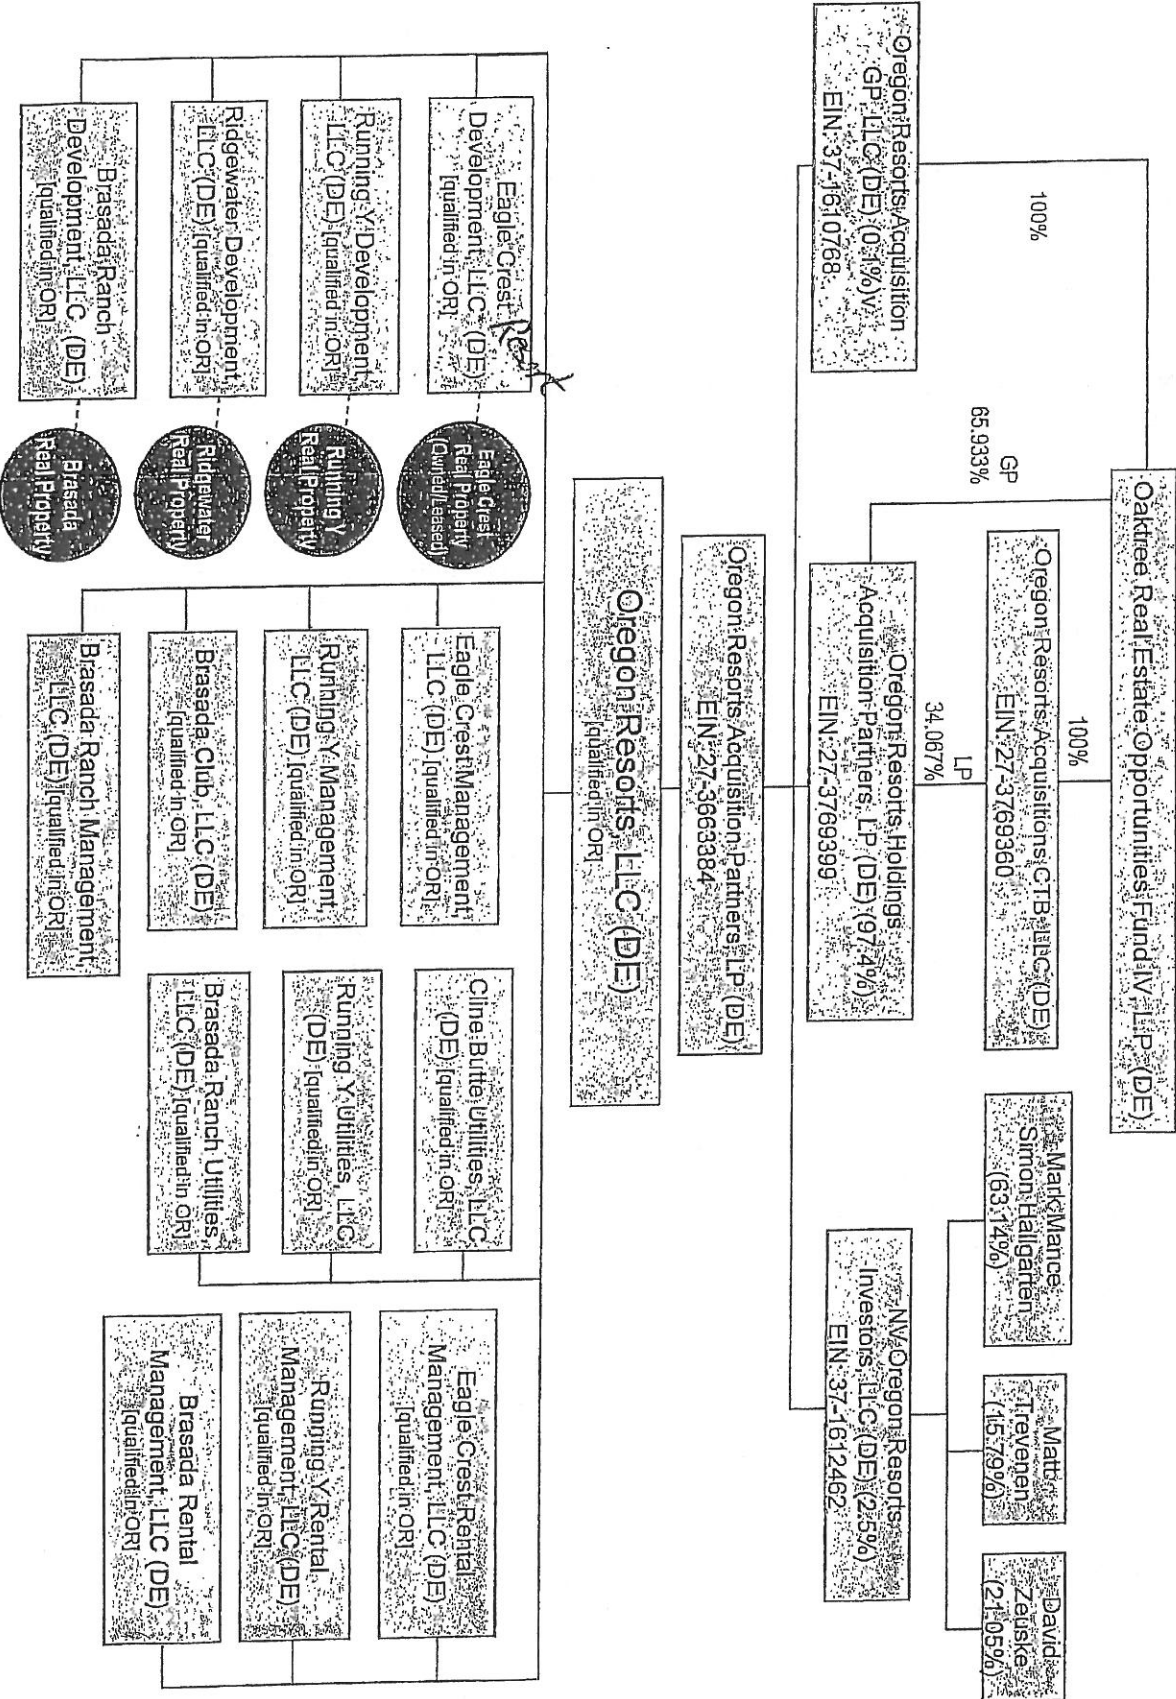 Oaktree Real Estate Opportunities Fund IV, L.P. (DE)
100%
100%
Oregon Resorts Acquisitions CTB, LLC (DE)
EIN: 27-3769360
Mark Mance
Simon Hallgarten
(63.14%)
Matt
Trevenen
(15.79%)
David
Zeuske
(21.05%)
GP
65.933%
LP
34.067%
Oregon Resorts Acquisition
GP, LLC (DE) (0.1%)v
EIN: 37-1610768
Oregon Resorts Holdings
Acquisition Partners, LP (DE) (97.4%)
EIN: 27-3769399
NV Oregon Resorts
Investors, LLC (DE) (2.5%)
EIN: 37-1612462
Oregon Resorts Acquisition Partners, LP (DE)
EIN: 27-3663384
Oregon Resorts, LLC (DE)
[qualified in OR]
Resort
Eagle Crest
Development, LLC (DE)
[qualified in OR]
Eagle Crest
Real Property
(Owned/Leased)
Running Y Development,
LLC (DE) [qualified in OR]
Running Y
Real Property
Ridgewater Development,
LLC (DE) [qualified in OR]
Ridgewater
Real Property
Brasada Ranch
Development, LLC (DE)
[qualified in OR]
Brasada
Real Property
Eagle Crest Management,
LLC (DE) [qualified in OR]
Running Y Management,
LLC (DE) [qualified in OR]
Brasada Club, LLC (DE)
[qualified in OR]
Brasada Ranch Management,
LLC (DE) [qualified in OR]
Cline Butte Utilities, LLC
(DE) [qualified in OR]
Running Y Utilities, LLC
(DE) [qualified in OR]
Brasada Ranch Utilities,
LLC (DE) [qualified in OR]
Eagle Crest Rental
Management, LLC (DE)
[qualified in OR]
Running Y Rental
Management, LLC (DE)
[qualified in OR]
Brasada Rental
Management, LLC (DE)
[qualified in OR]